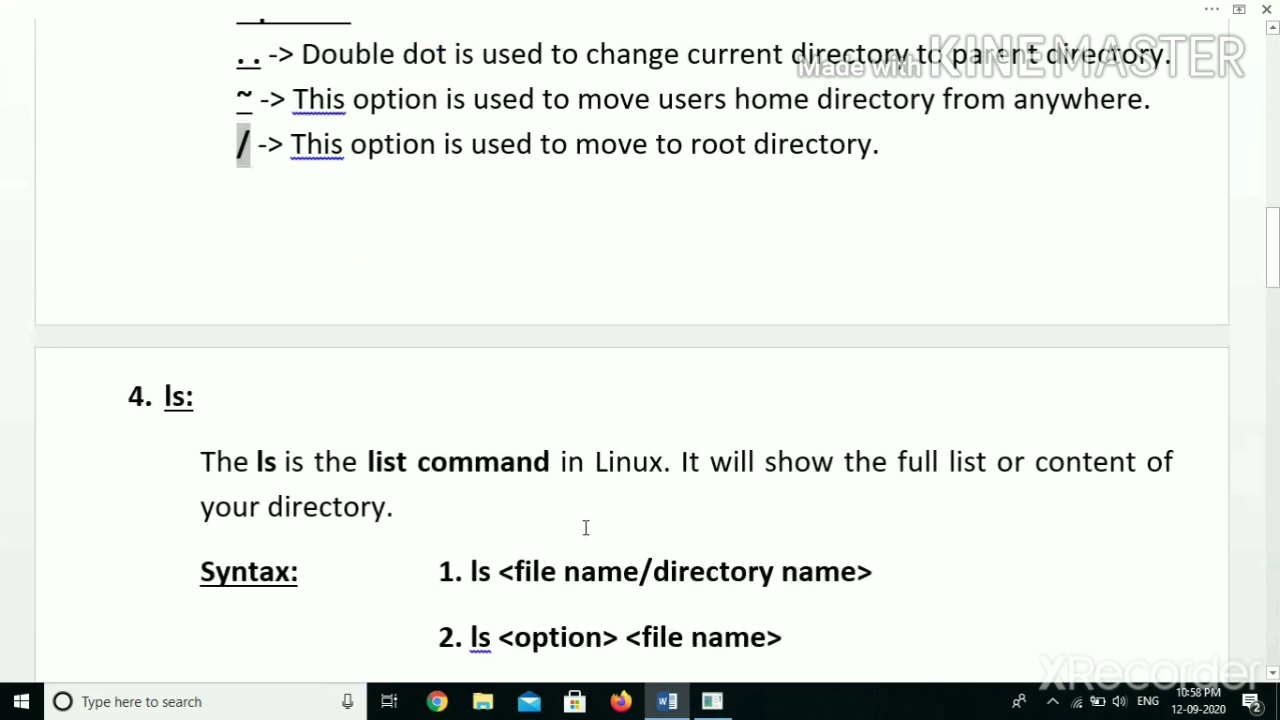 . . -> Double dot is used to change current directory to parent directory.
Made with KINEMASTER
~ -> This option is used to move users home directory from anywhere.
/ -> This option is used to move to root directory.
4. ls:
The ls is the list command in Linux. It will show the full list or content of
your directory.
Syntax: 1. ls <file name/directory name>
2. ls <option> <file name>
XRecorder
Type here to search
ENG
10:58 PM
12-09-2020
2